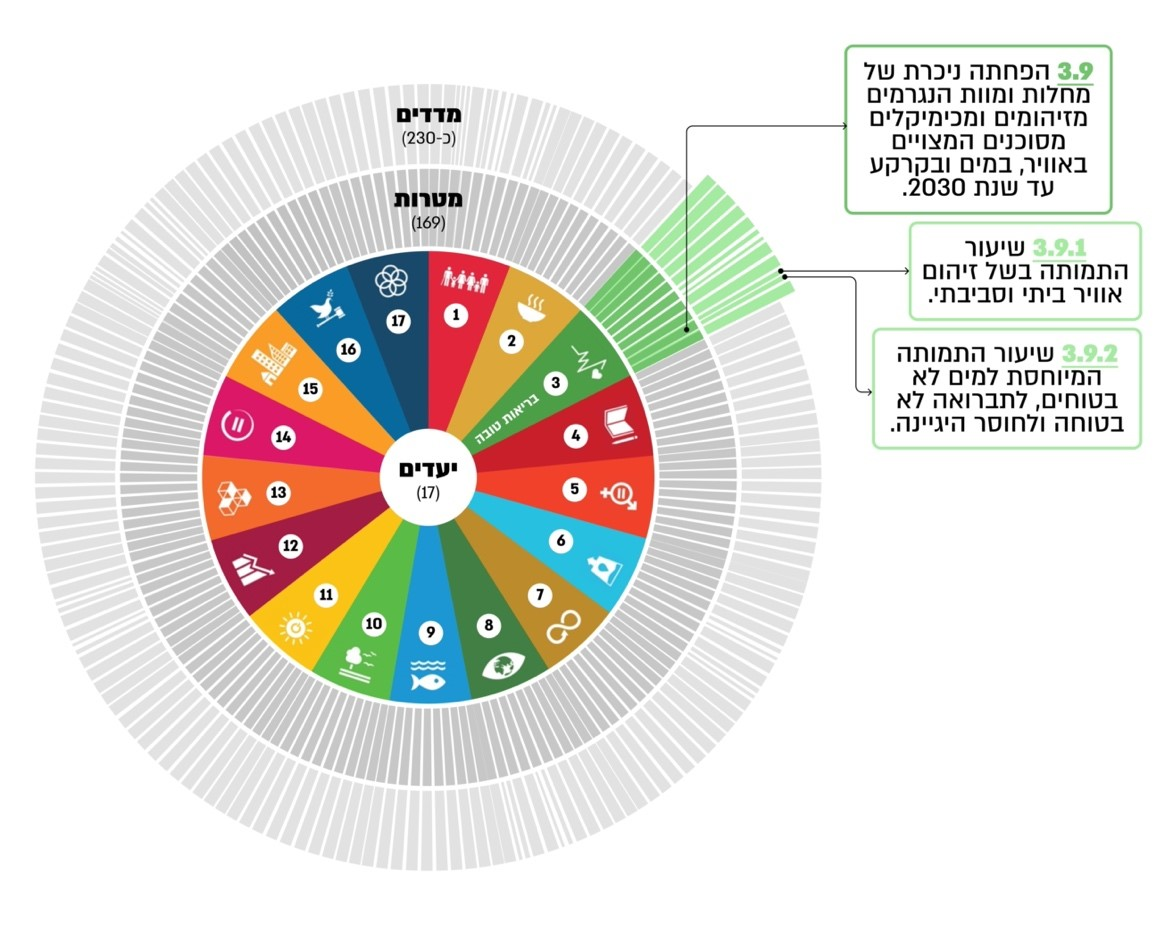 מדדים
(כ-230)
מטרות
(169)
יעדים
(17)
1
2
3
בריאות טובה
4
5
6
7
8
9
10
11
12
13
14
15
16
17
3.9 הפחתה ניכרת של
מחלות ומוות הנגרמים
מזיהומים ומכימיקלים
מסוכנים המצויים
באוויר, במים ובקרקע
עד שנת 2030.
3.9.1 שיעור
התמותה בשל זיהום
אוויר ביתי וסביבתי.
3.9.2 שיעור התמותה
המיוחסת למים לא
בטוחים, לתברואה לא
בטוחה ולחוסר היגיינה.